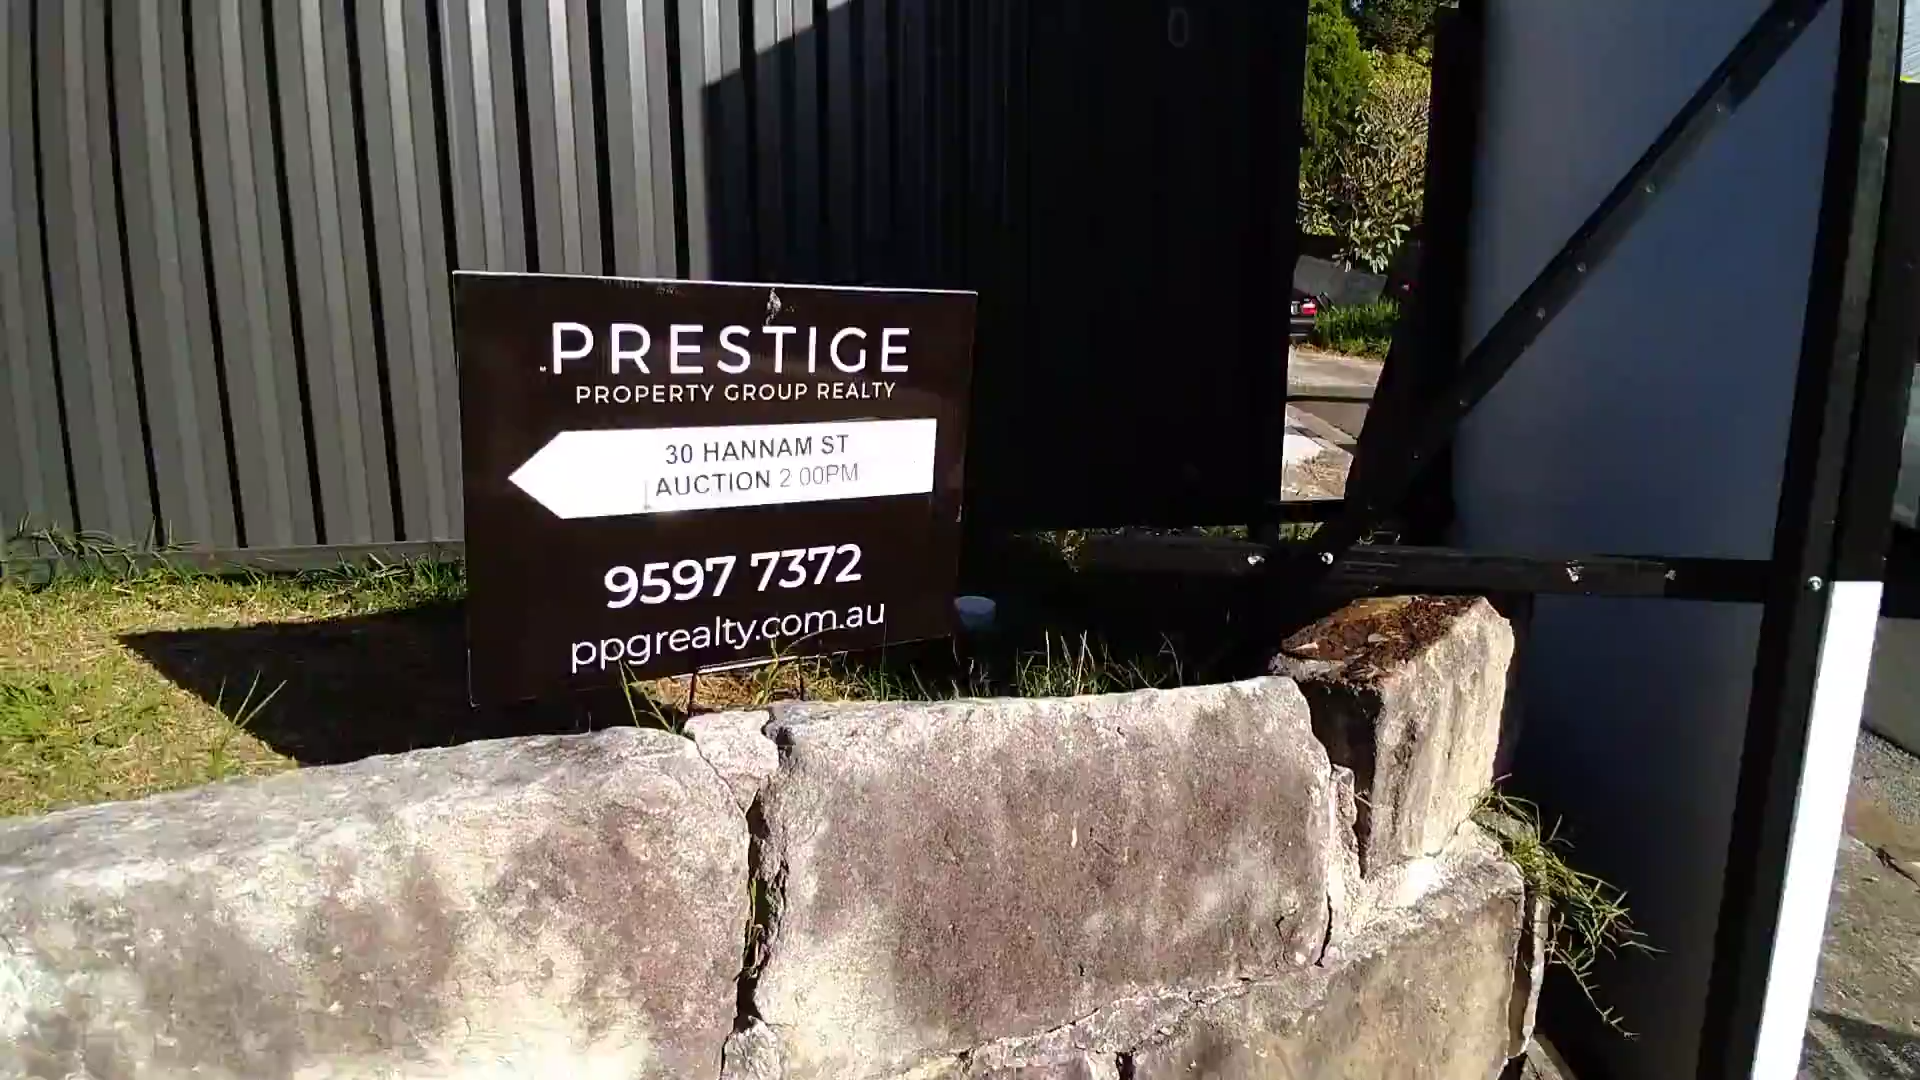 PRESTIGE
PROPERTY GROUP REALTY
30 HANNAM ST
AUCTION 2 00PM
9597 7372
ppgrealty.com.au